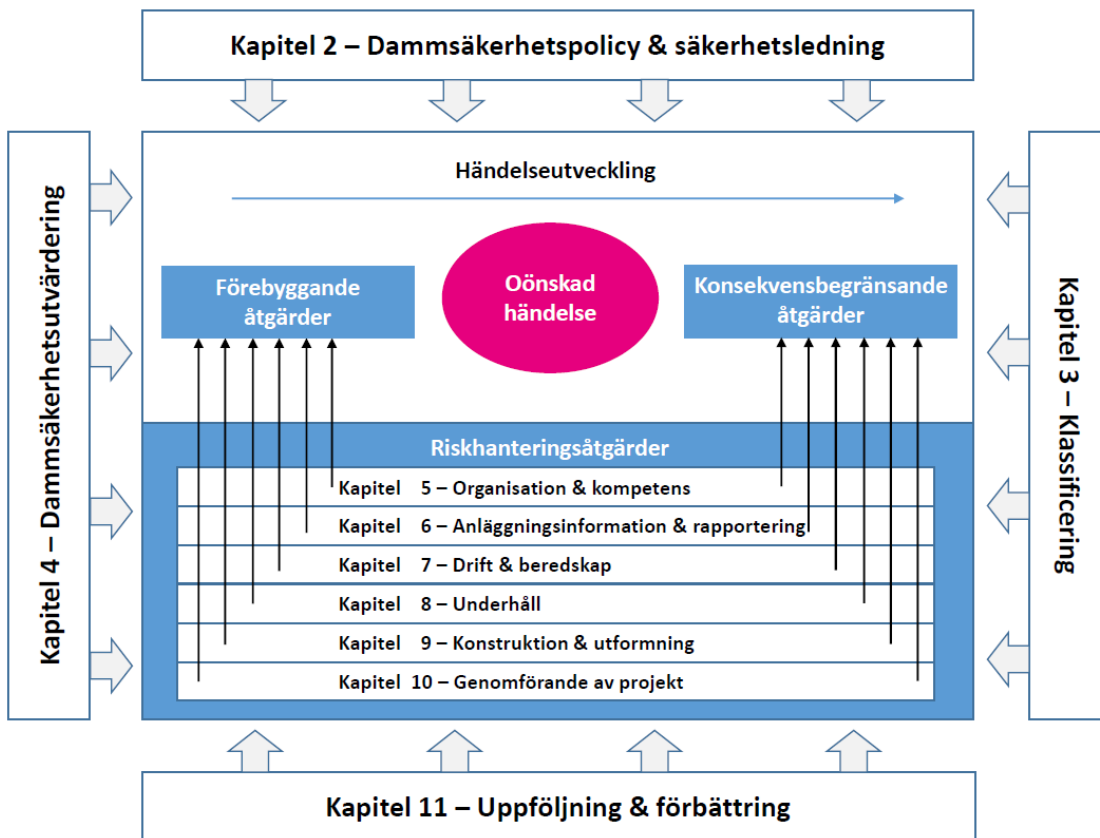 Kapitel 2 – Dammsäkerhetspolicy & säkerhetsledning
Kapitel 4 – Dammsäkerhetsutvärdering
Händelseutveckling
Förebyggande
åtgärder
Oönskad
händelse
Konsekvensbegränsande
åtgärder
Kapitel 3 – Klassificering
Riskhanteringsåtgärder
Kapitel 5 – Organisation & kompetens
Kapitel 6 – Anläggningsinformation & rapportering
Kapitel 7 – Drift & beredskap
Kapitel 8 – Underhåll
Kapitel 9 – Konstruktion & utformning
Kapitel 10 – Genomförande av projekt
Kapitel 11 – Uppföljning & förbättring